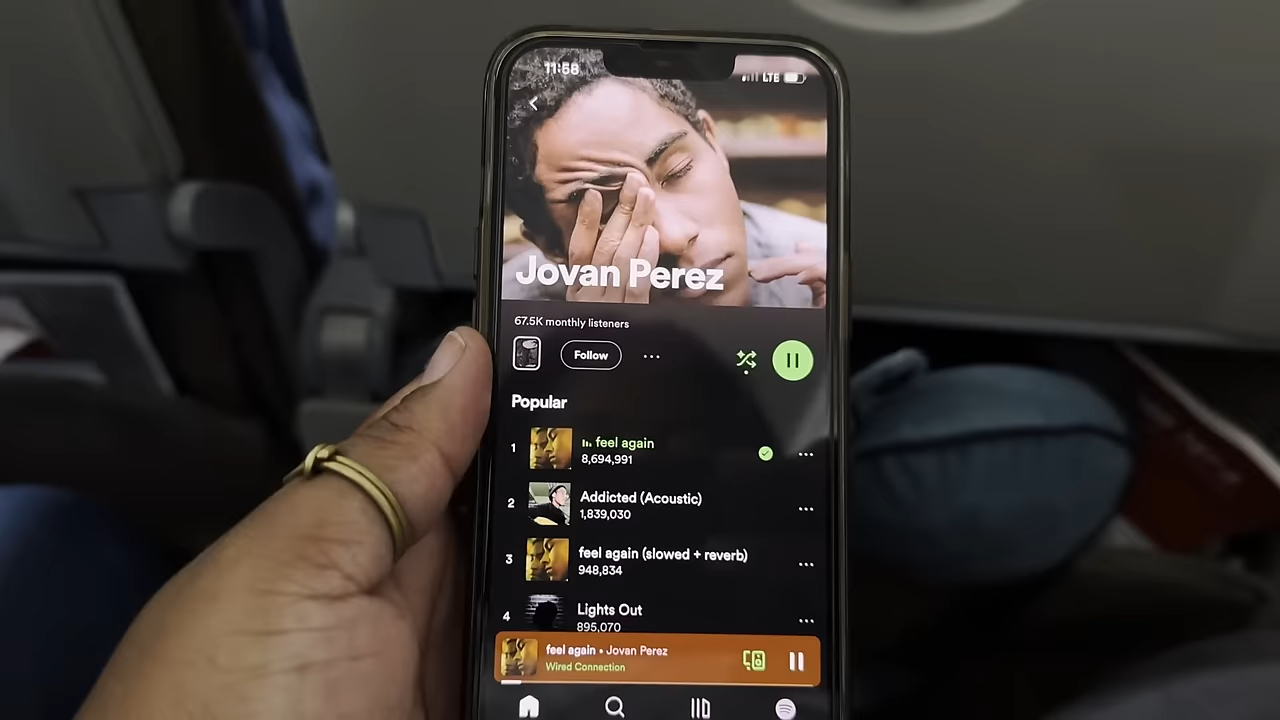 11:58
LTE
Jovan Perez
67.5K monthly listeners
Follow
Popular
1
feel again
8,694,991
2
Addicted (Acoustic)
1,839,030
3
feel again (slowed + reverb)
948,834
4
Lights Out
895,070
feel again • Jovan Perez
Wired Connection